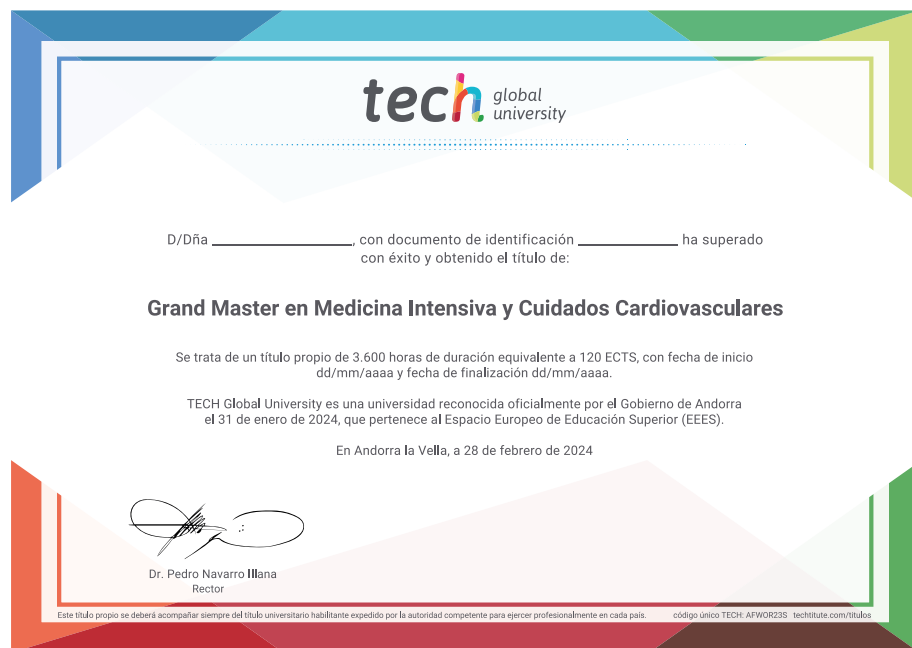 tech global university
D/Dña ____________________, con documento de identificación ______________ ha superado
con éxito y obtenido el título de:
Grand Master en Medicina Intensiva y Cuidados Cardiovasculares
Se trata de un título propio de 3.600 horas de duración equivalente a 120 ECTS, con fecha de inicio
dd/mm/aaaa y fecha de finalización dd/mm/aaaa.
TECH Global University es una universidad reconocida oficialmente por el Gobierno de Andorra
el 31 de enero de 2024, que pertenece al Espacio Europeo de Educación Superior (EEES).
En Andorra la Vella, a 28 de febrero de 2024
Dr. Pedro Navarro Illana
Rector
Este título propio se deberá acompañar siempre del título universitario habilitante expedido por la autoridad competente para ejercer profesionalmente en cada país. código único TECH: AFWOR23S techtitute.com/titulos